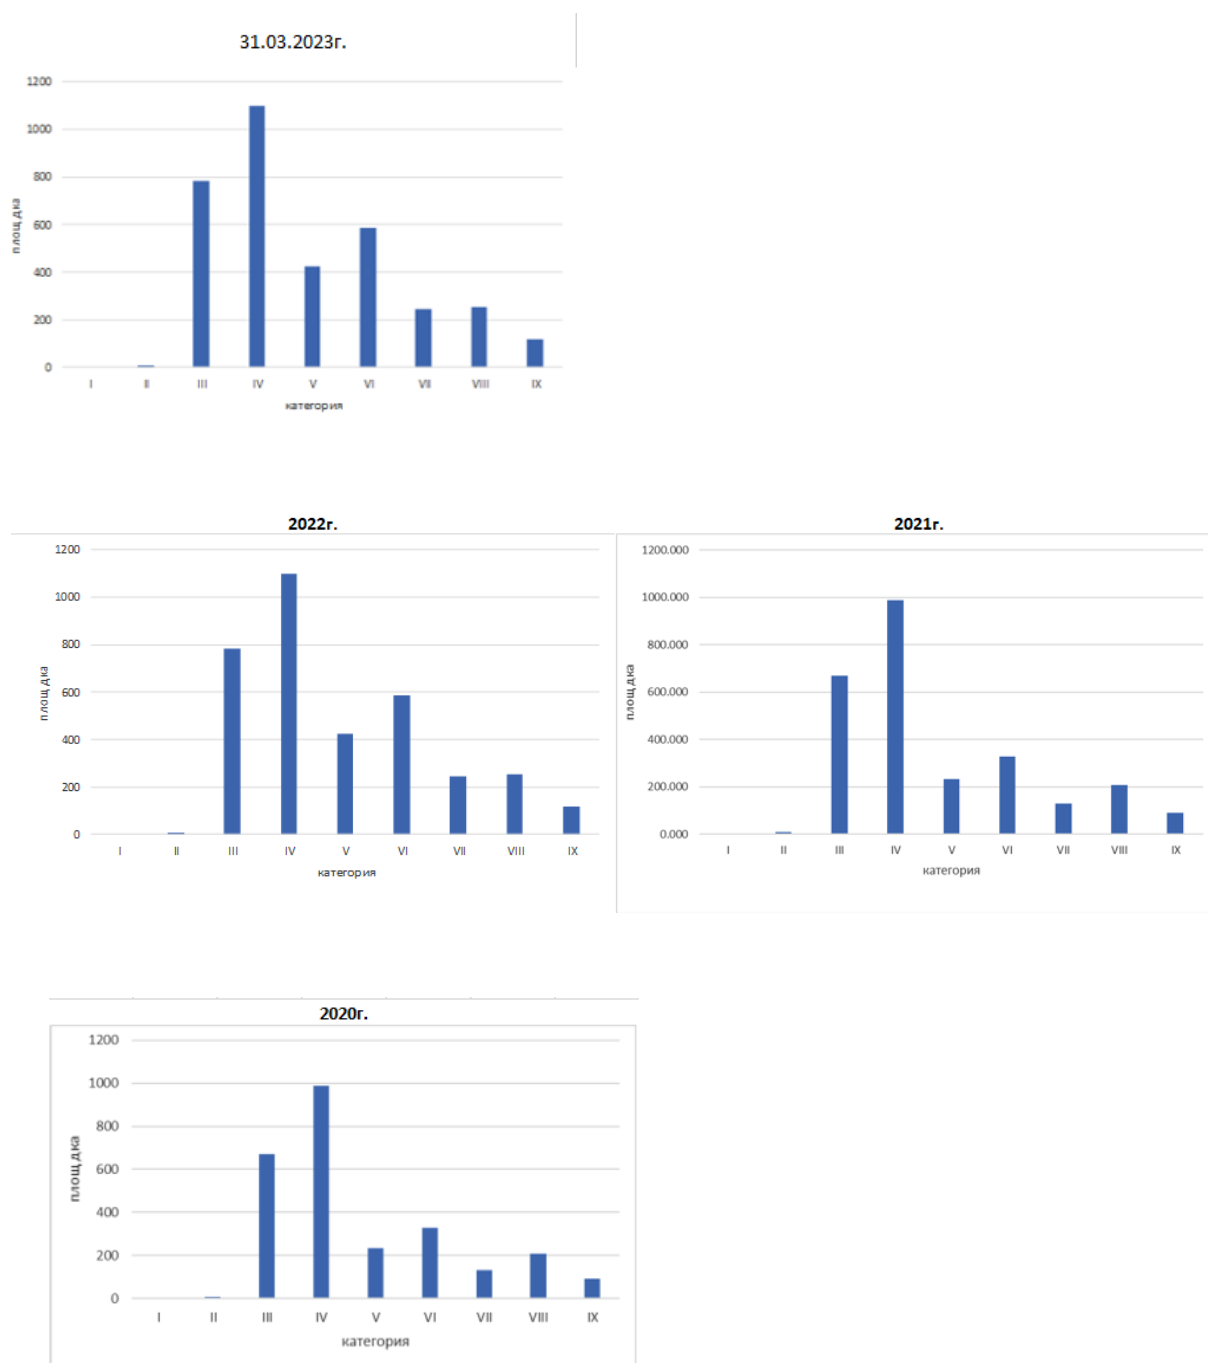 31.03.2023г.
1200
1000
800
600
400
200
0
площ дка
I II III IV V VI VII VIII IX
категория
2022г.
1200
1000
800
600
400
200
0
площ дка
I II III IV V VI VII VIII IX
категория
2021г.
1200.000
1000.000
800.000
600.000
400.000
200.000
0.000
площ дка
I II III IV V VI VII VIII IX
категория
2020г.
1200
1000
800
600
400
200
0
площ дка
I II III IV V VI VII VIII IX
категория